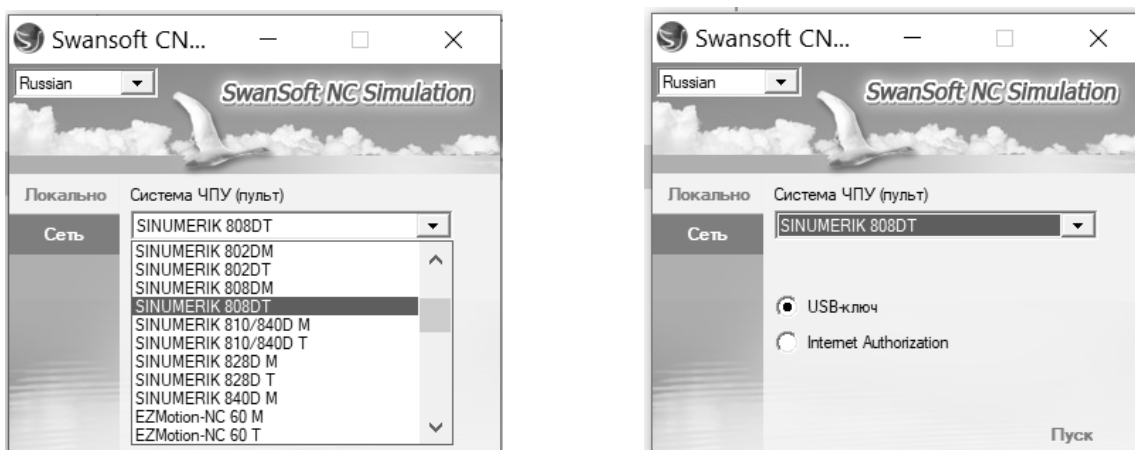 Swansoft CN...
Russian
SwanSoft NC Simulation
Локально
Система ЧПУ (пульт)
Сеть
SINUMERIK 808DT
SINUMERIK 802DM
SINUMERIK 802DT
SINUMERIK 808DM
SINUMERIK 808DT
SINUMERIK 810/840D M
SINUMERIK 810/840D T
SINUMERIK 828D M
SINUMERIK 828D T
SINUMERIK 840D M
EZMotion-NC 60 M
EZMotion-NC 60 T
Swansoft CN...
Russian
SwanSoft NC Simulation
Локально
Система ЧПУ (пульт)
Сеть
SINUMERIK 808DT
USB-ключ
Internet Authorization
Пуск